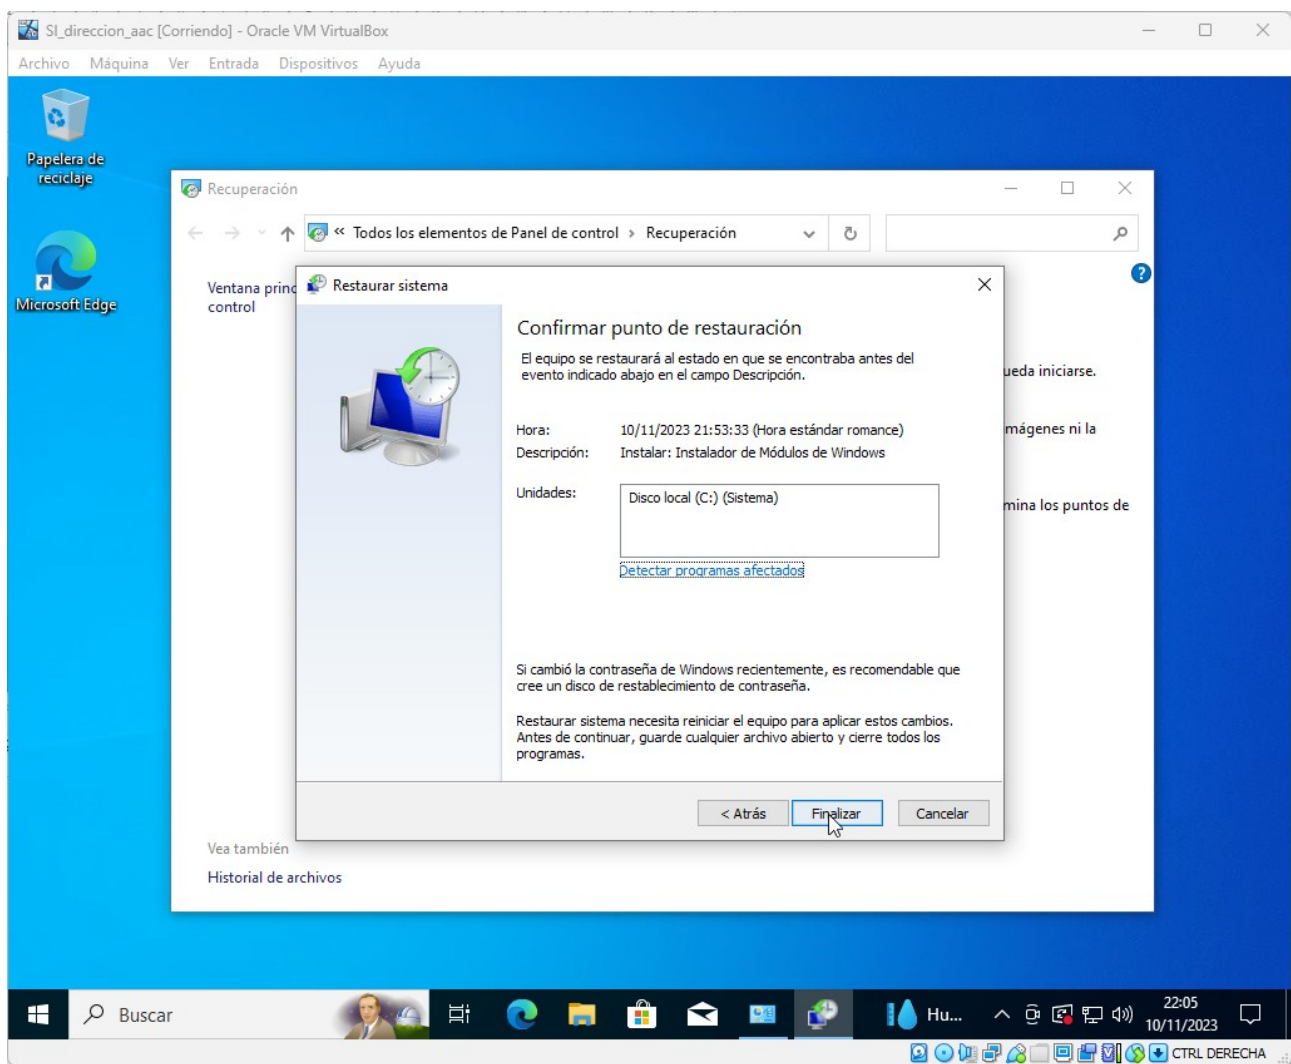 SI_direccion_aac [Corriendo] - Oracle VM VirtualBox
Archivo Máquina Ver Entrada Dispositivos Ayuda
Papelera de
reciclaje
Microsoft Edge
Recuperación
« Todos los elementos de Panel de control › Recuperación
Ventana princ
control
ueda iniciarse.
mágenes ni la
mina los puntos de
Restaurar sistema
Confirmar punto de restauración
El equipo se restaurará al estado en que se encontraba antes del
evento indicado abajo en el campo Descripción.
Hora: 10/11/2023 21:53:33 (Hora estándar romance)
Descripción: Instalar: Instalador de Módulos de Windows
Unidades: Disco local (C:) (Sistema)
Detectar programas afectados
Si cambió la contraseña de Windows recientemente, es recomendable que
cree un disco de restablecimiento de contraseña.
Restaurar sistema necesita reiniciar el equipo para aplicar estos cambios.
Antes de continuar, guarde cualquier archivo abierto y cierre todos los
programas.
< Atrás Finalizar Cancelar
Vea también
Historial de archivos
Buscar
Hu...
22:05
10/11/2023
CTRL DERECHA